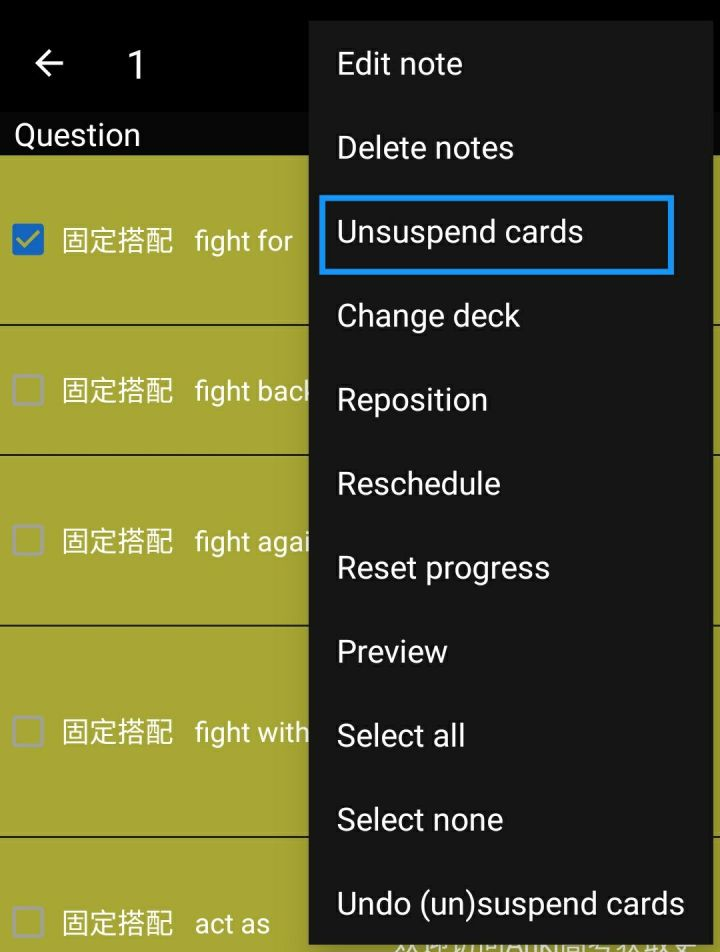 1
Edit note
Question
Delete notes
固定搭配 fight for
Unsuspend cards
Change deck
固定搭配 fight back
Reposition
Reschedule
固定搭配 fight agai
Reset progress
Preview
固定搭配 fight with
Select all
Select none
固定搭配 act as
Undo (un)suspend cards